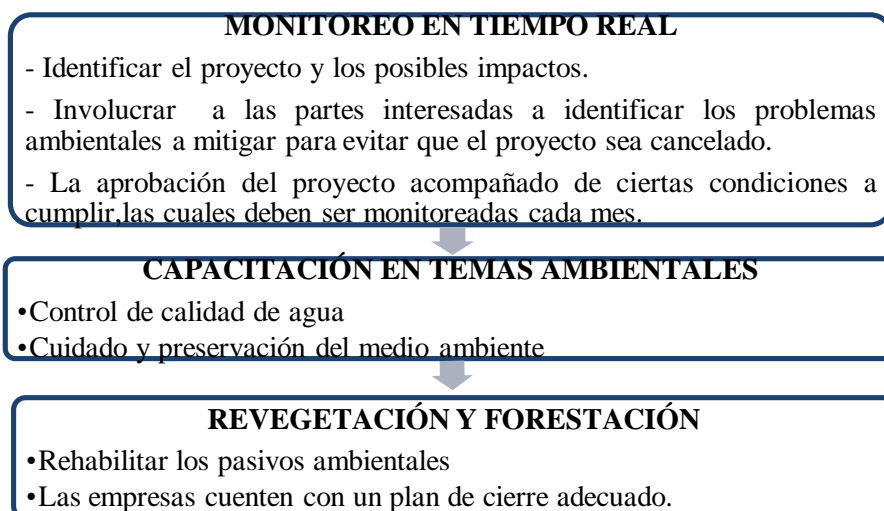 MONITOREO EN TIEMPO REAL
- Identificar el proyecto y los posibles impactos.
- Involucrar a las partes interesadas a identificar los problemas
ambientales a mitigar para evitar que el proyecto sea cancelado.
- La aprobación del proyecto acompañado de ciertas condiciones a
cumplir,las cuales deben ser monitoreadas cada mes.
CAPACITACIÓN EN TEMAS AMBIENTALES
•Control de calidad de agua
•Cuidado y preservación del medio ambiente
REVEGETACIÓN Y FORESTACIÓN
•Rehabilitar los pasivos ambientales
•Las empresas cuenten con un plan de cierre adecuado.